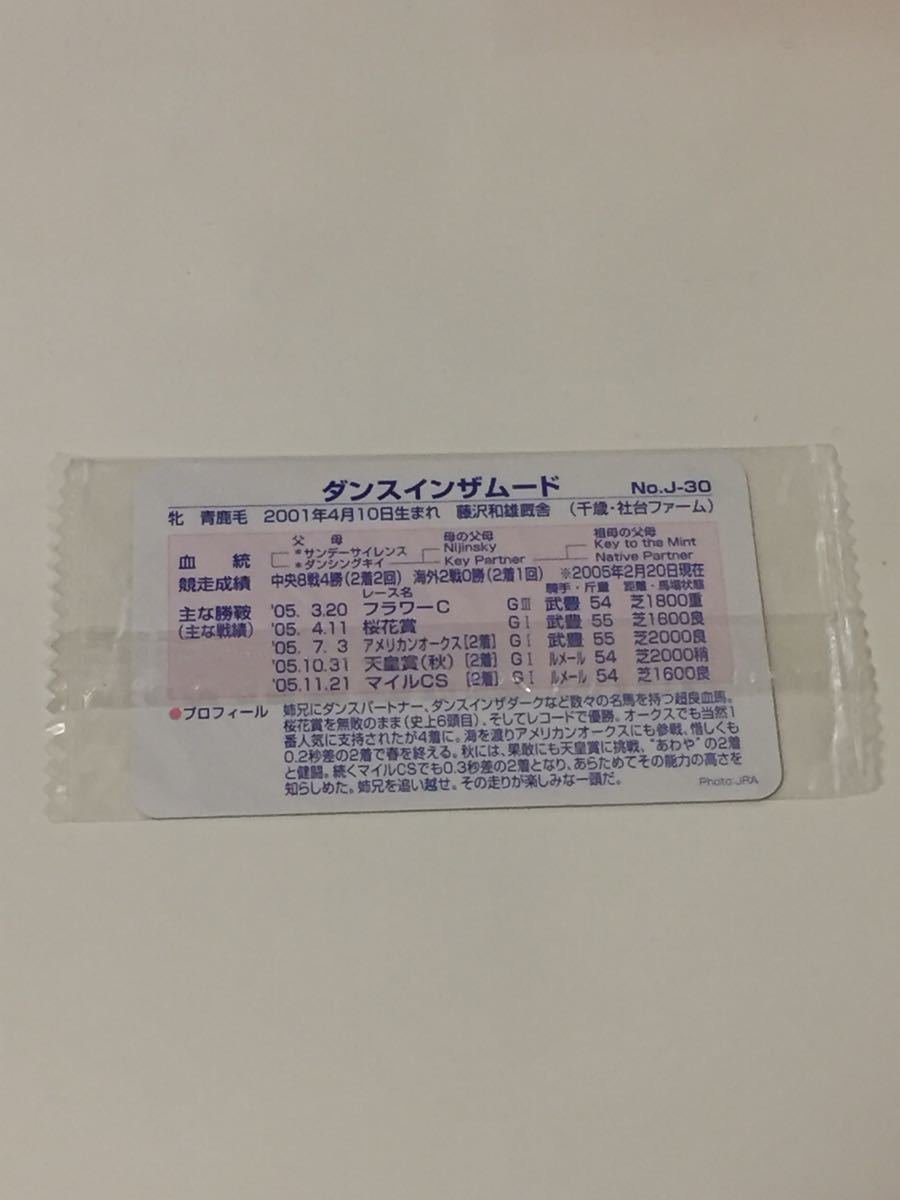 ダンスインザムード No.J-30
牝 青鹿毛 2001年4月10日生まれ 藤沢和雄厩舎 (千歳・社台ファーム)
父 母 母の父母 祖母の父母
血統 *サンデーサイレンス Nijinsky Key to the Mint
*ダンシングキイ Key Partner Native Partner
競走成績 中央8戦4勝(2着2回) 海外2戦0勝(2着1回) ※2005年2月20日現在
レース名 騎手・斤量 距離・馬場状態
主な勝鞍 '05. 3.20 フラワーC GⅢ 武豊 54 芝1800重
(主な戦績) '05. 4.11 桜花賞 GⅠ 武豊 55 芝1600良
'05. 7. 3 アメリカンオークス[2着] GⅠ 武豊 55 芝2000良
'05.10.31 天皇賞(秋) [2着] GⅠ ルメール 54 芝2000稍
'05.11.21 マイルCS [2着] GⅠ ルメール 54 芝1600良
●プロフィール 姉兄にダンスパートナー、ダンスインザダークなど数々の名馬を持つ超良血馬。
桜花賞を無敗のまま(史上6頭目)、そしてレコードで優勝。オークスでも当然1
番人気に支持されたが4着に。海を渡りアメリカンオークスにも参戦、惜しくも
0.2秒差の2着で春を終える。秋には、果敢にも天皇賞に挑戦、"あわや"の2着
と健闘。続くマイルCSでも0.3秒差の2着となり、あらためてその能力の高さを
知らしめた。姉兄を追い越せ。その走りが楽しみな一頭だ。 Photo:JRA